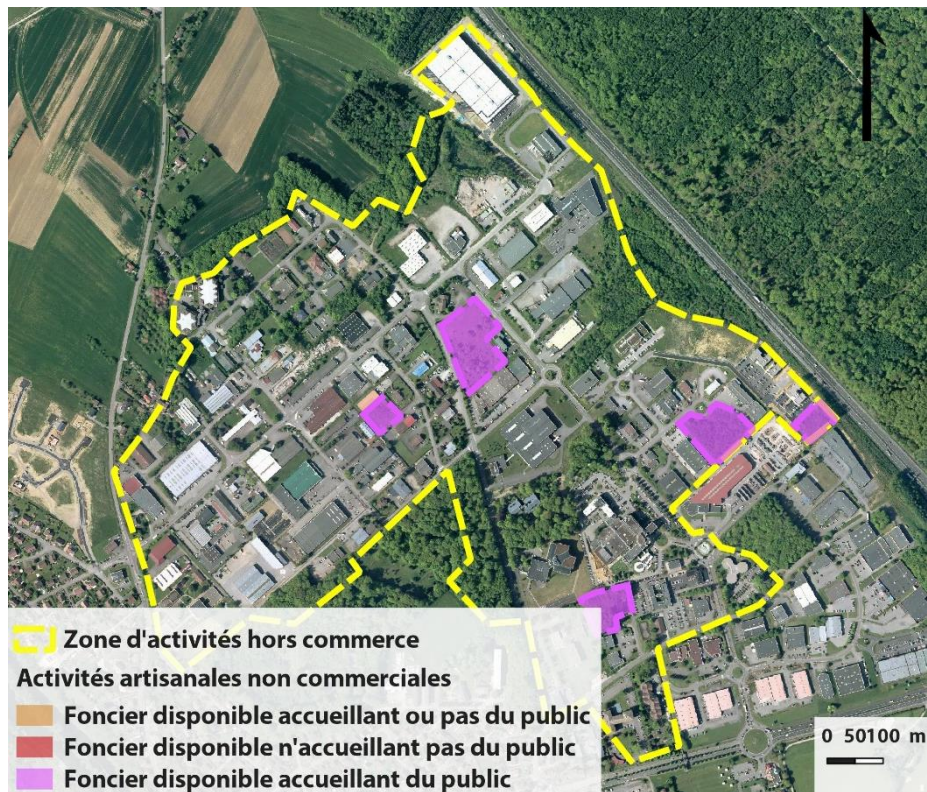 Zone d'activités hors commerce
Activités artisanales non commerciales
Foncier disponible accueillant ou pas du public
Foncier disponible n'accueillant pas du public
Foncier disponible accueillant du public
0 50100 m